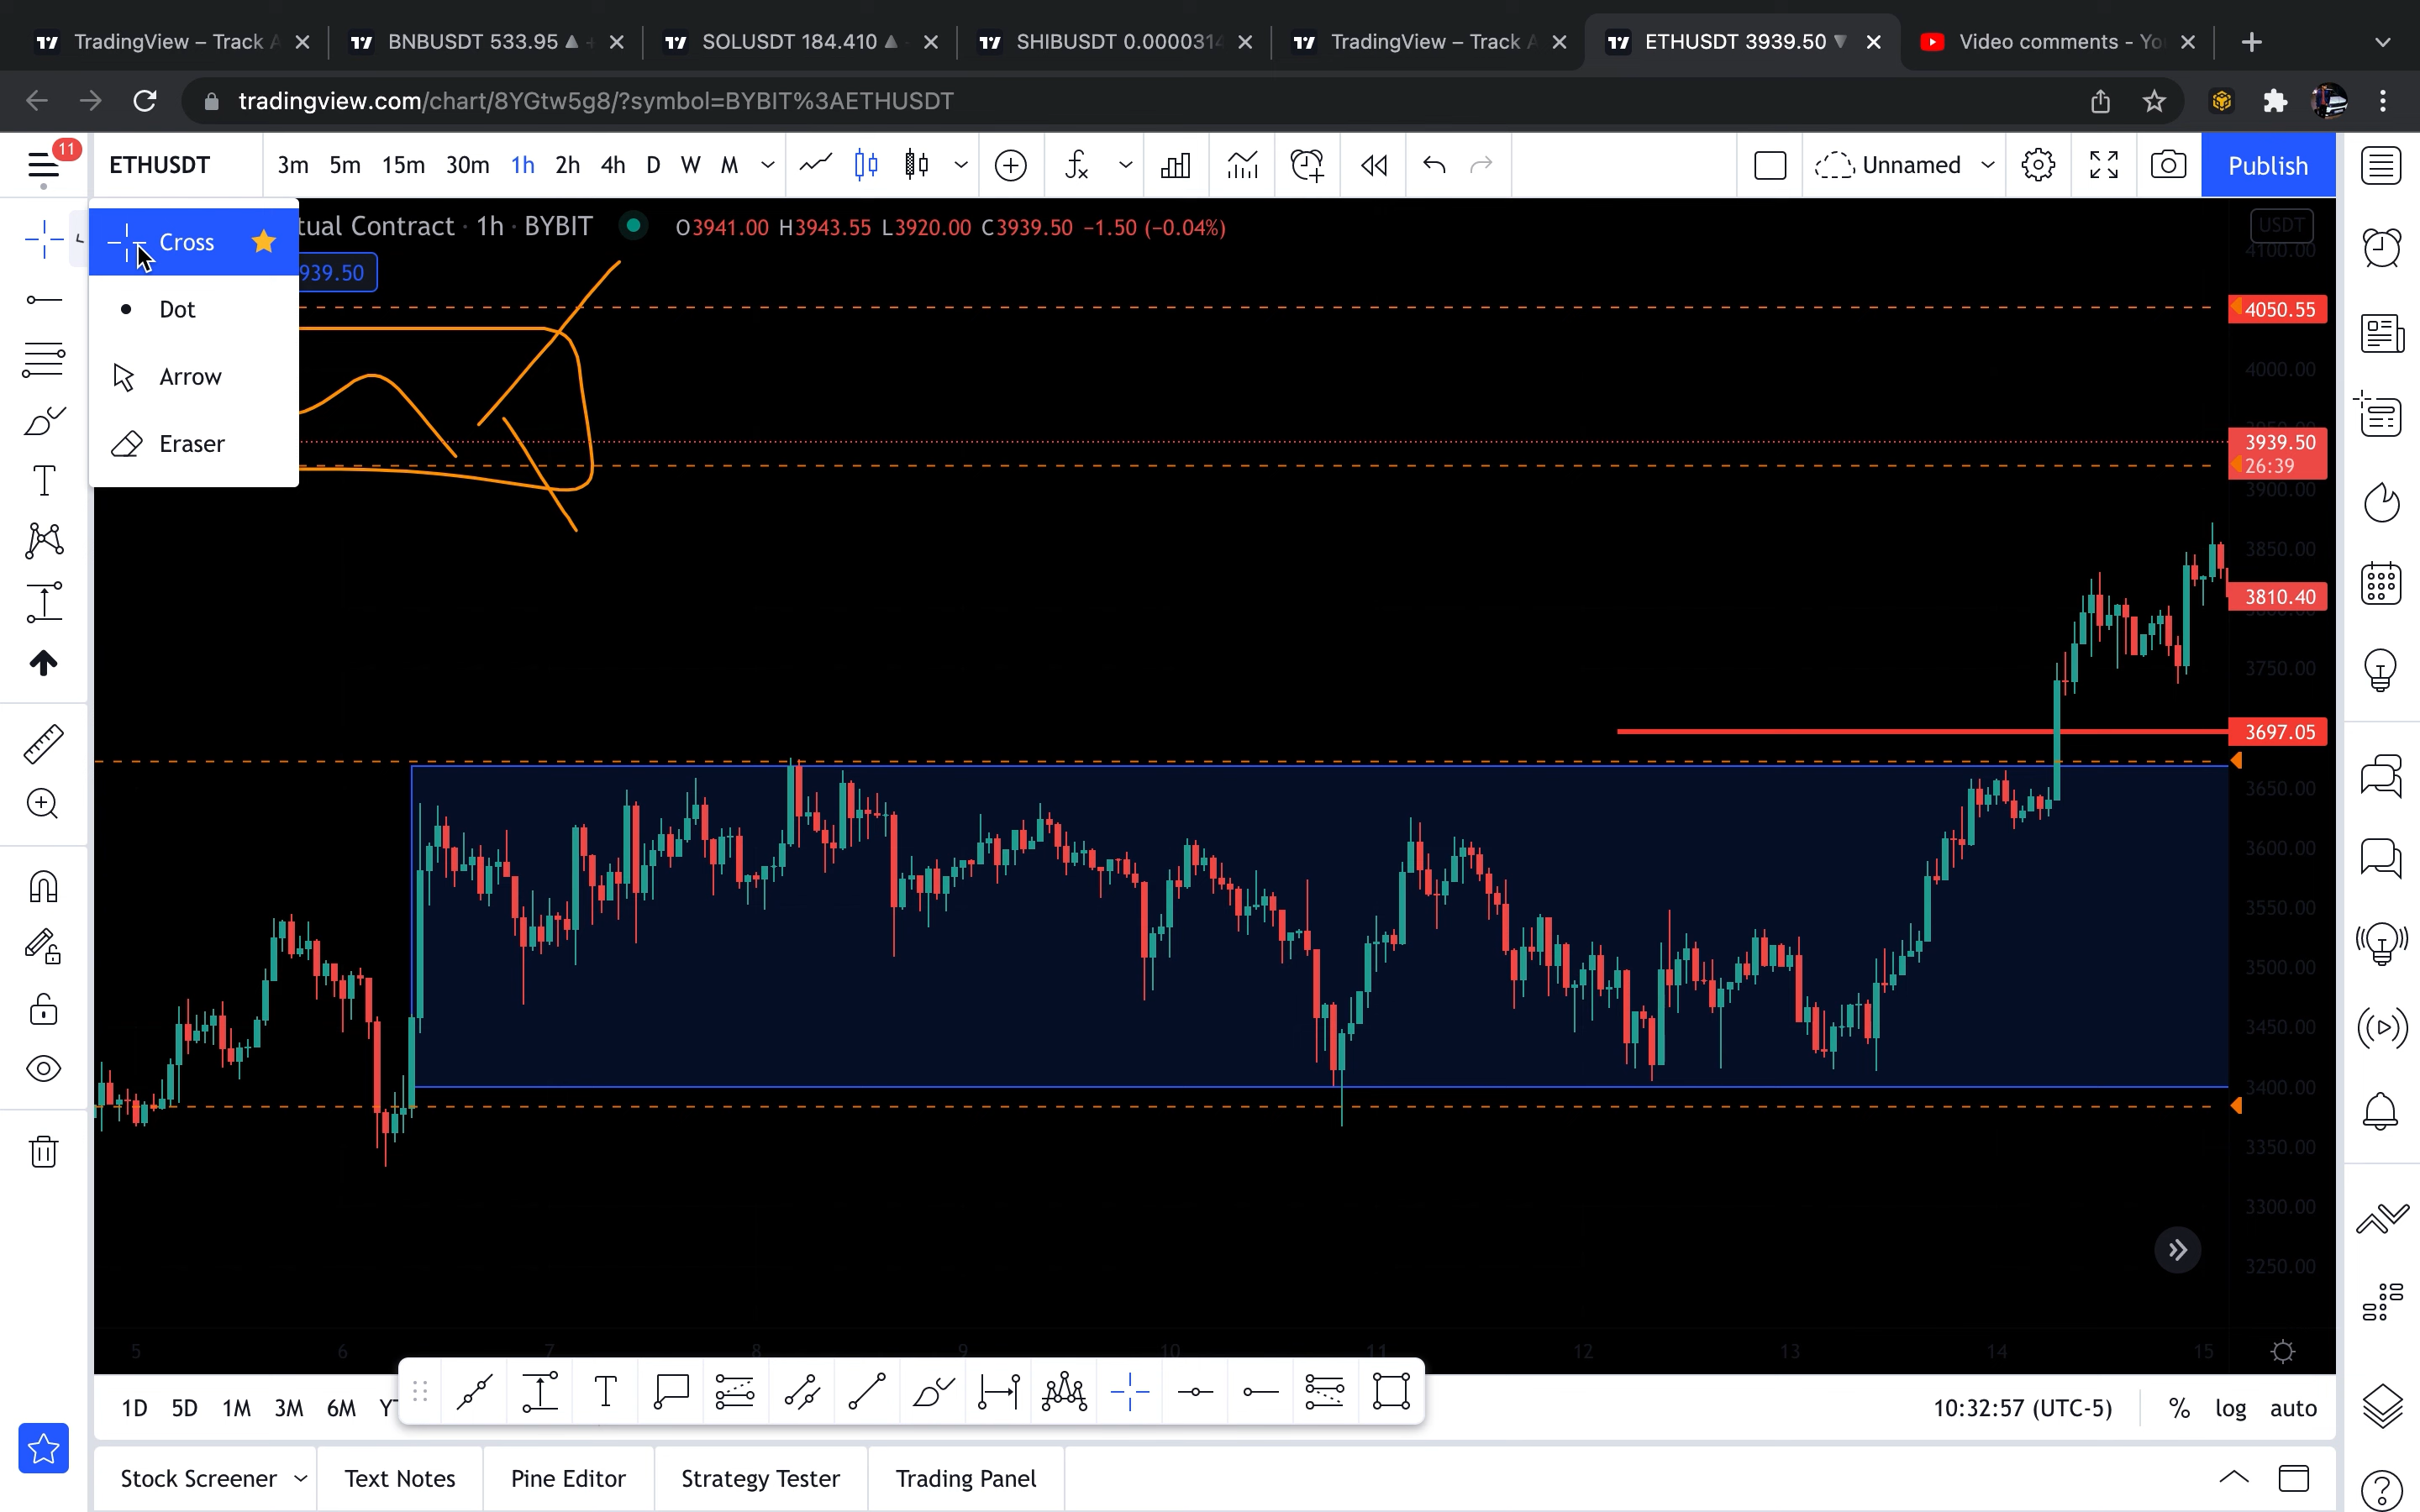 TradingView – Track A
BNBUSDT 533.95
SOLUSDT 184.410
SHIBUSDT 0.0000314
TradingView – Track A
ETHUSDT 3939.50
Video comments - Yo
tradingview.com/chart/8YGtw5g8/?symbol=BYBIT%3AETHUSDT
11
ETHUSDT
3m 5m 15m 30m 1h 2h 4h D W M
Unnamed
Publish
Cross
Dot
Arrow
Eraser
tual Contract · 1h · BYBIT
O3941.00 H3943.55 L3920.00 C3939.50 −1.50 (−0.04%)
939.50
USDT
4100.00
4050.55
4000.00
3939.50
26:39
3900.00
3850.00
3810.40
3750.00
3697.05
3650.00
3600.00
3550.00
3500.00
3450.00
3400.00
3350.00
3300.00
3250.00
5 6 7 8 9 10 11 12 13 14 15
1D 5D 1M 3M 6M YT
10:32:57 (UTC-5)
% log auto
Stock Screener
Text Notes
Pine Editor
Strategy Tester
Trading Panel